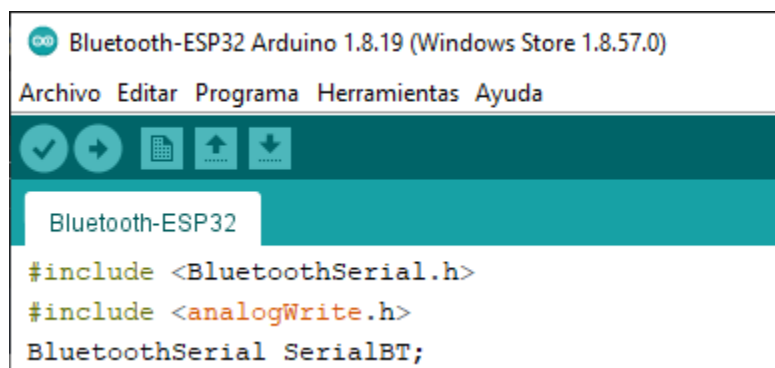 Bluetooth-ESP32 Arduino 1.8.19 (Windows Store 1.8.57.0)
Archivo Editar Programa Herramientas Ayuda
Bluetooth-ESP32
#include <BluetoothSerial.h>
#include <analogWrite.h>
BluetoothSerial SerialBT;